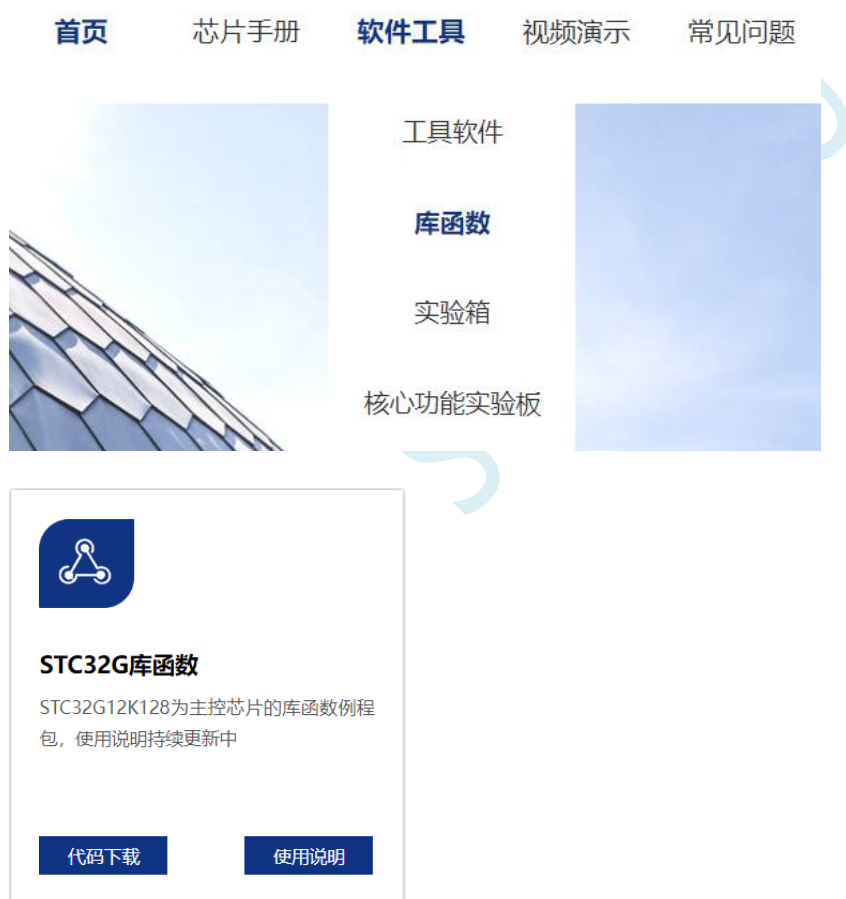 首页 芯片手册 软件工具 视频演示 常见问题
工具软件
库函数
实验箱
核心功能实验板
STC32G库函数
STC32G12K128为主控芯片的库函数例程
包，使用说明持续更新中
代码下载 使用说明